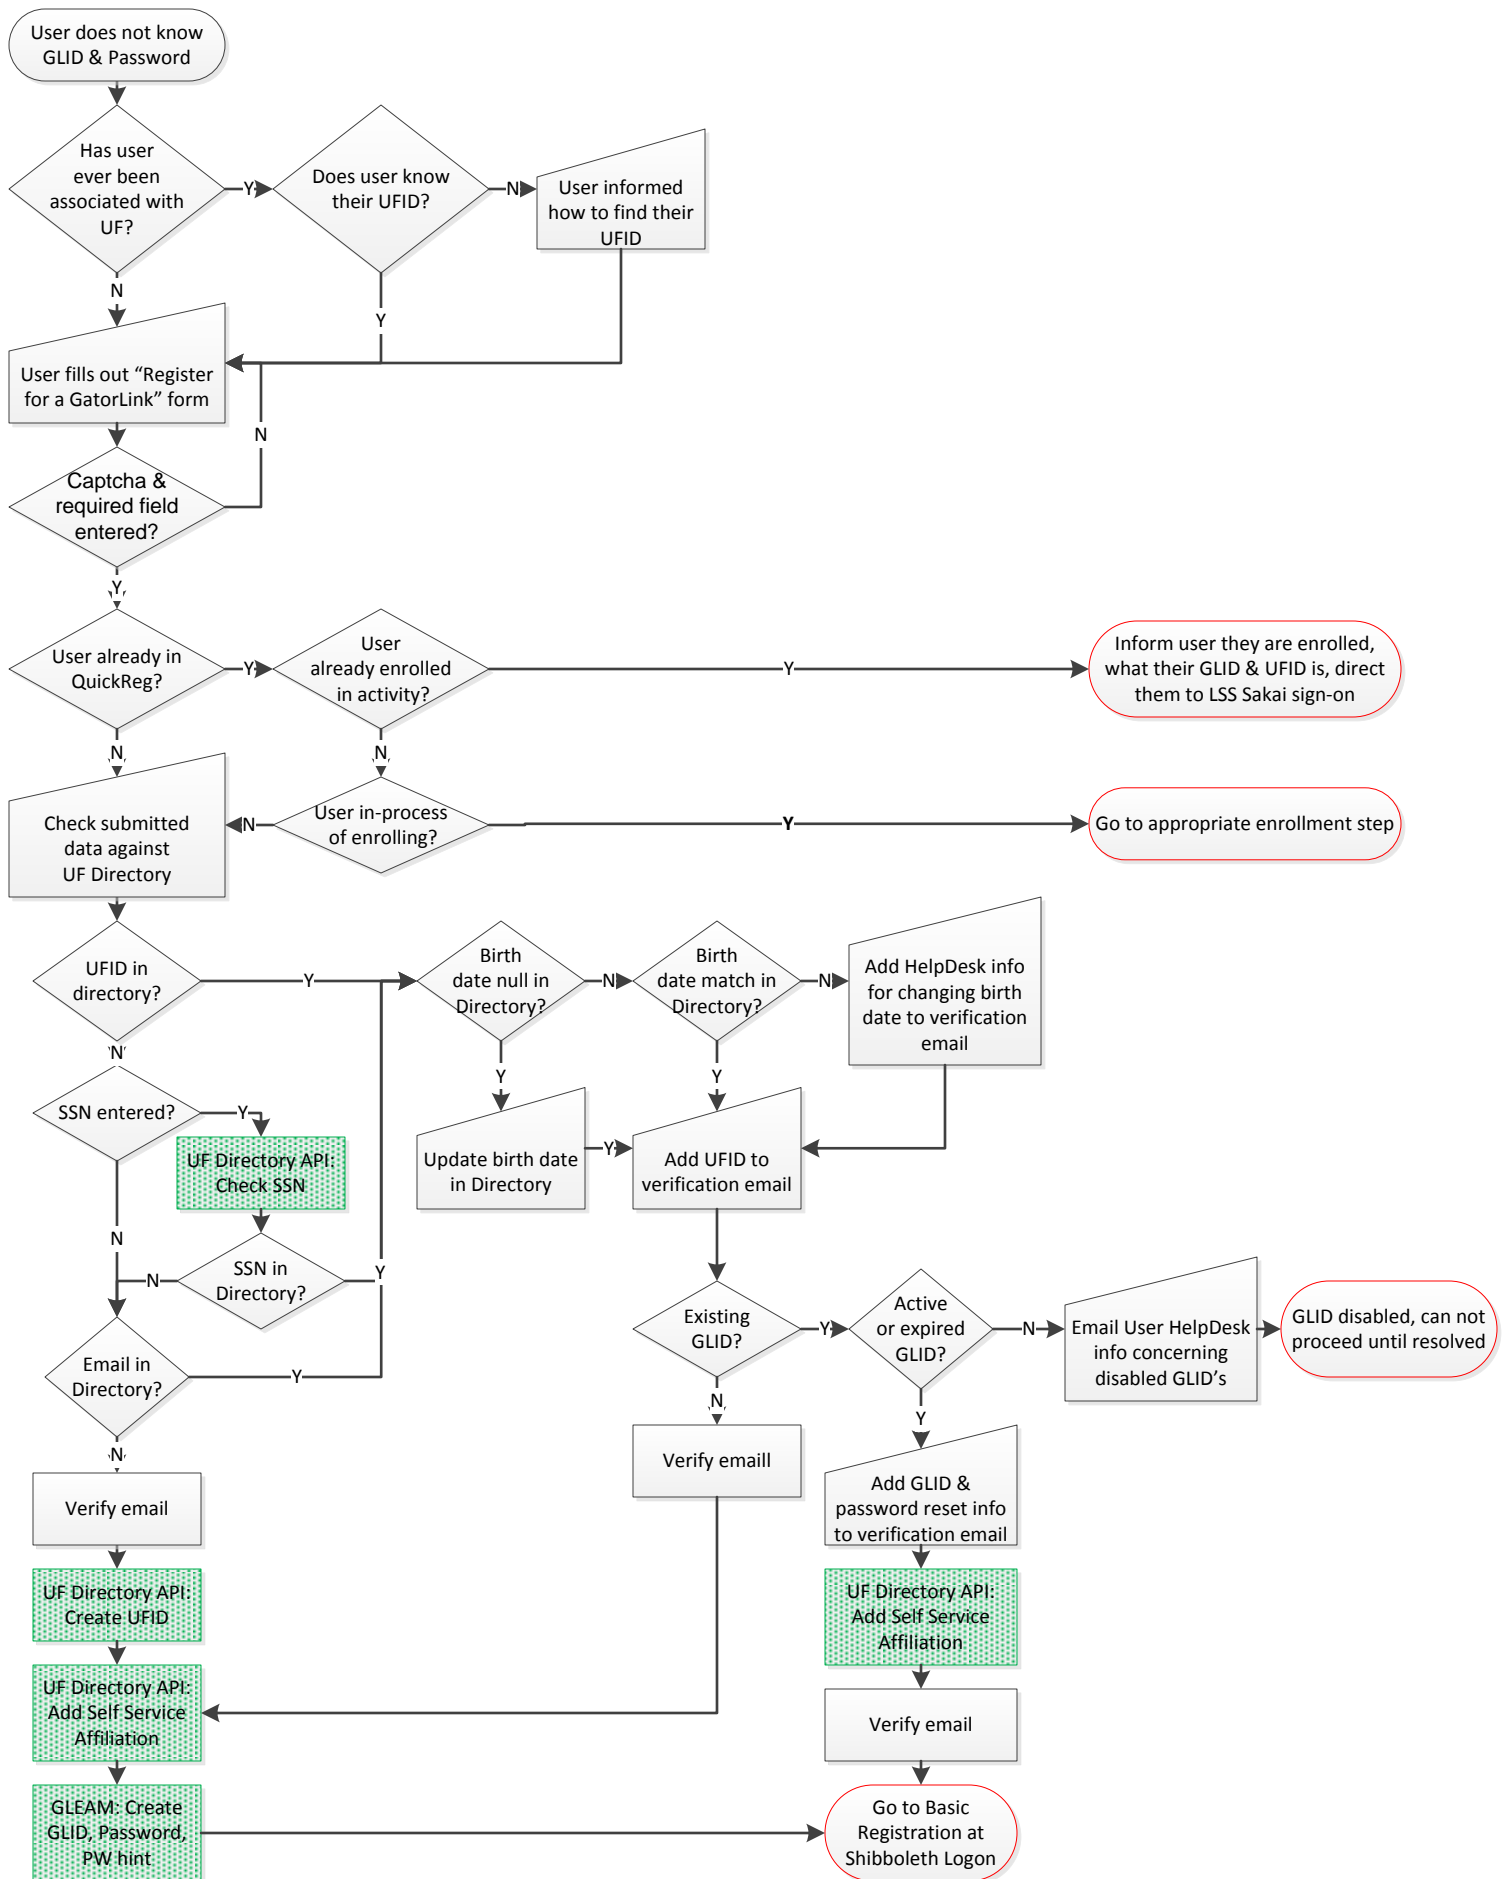 User does not know
GLID & Password
Has user
ever been
associated with
UF?
Y
Does user know
their UFID?
N
User informed
how to find their
UFID
N
Y
User fills out “Register
for a GatorLink” form
N
Captcha &
required field
entered?
Y
User already in
QuickReg?
Y
User
already enrolled
in activity?
Y
Inform user they are enrolled,
what their GLID & UFID is, direct
them to LSS Sakai sign-on
N
N
Check submitted
data against
UF Directory
N
User in-process
of enrolling?
Y
Go to appropriate enrollment step
UFID in
directory?
Y
Birth
date null in
Directory?
N
Birth
date match in
Directory?
N
Add HelpDesk info
for changing birth
date to verification
email
N
Y
Y
SSN entered?
Y
UF Directory API:
Check SSN
Update birth date
in Directory
Y
Add UFID to
verification email
N
N
SSN in
Directory?
Y
Existing
GLID?
Y
Active
or expired
GLID?
N
Email User HelpDesk
info concerning
disabled GLID’s
GLID disabled, can not
proceed until resolved
Email in
Directory?
Y
N
Y
N
Verify emaill
Verify email
Add GLID &
password reset info
to verification email
UF Directory API:
Create UFID
UF Directory API:
Add Self Service
Affiliation
UF Directory API:
Add Self Service
Affiliation
Verify email
GLEAM: Create
GLID, Password,
PW hint
Go to Basic
Registration at
Shibboleth Logon